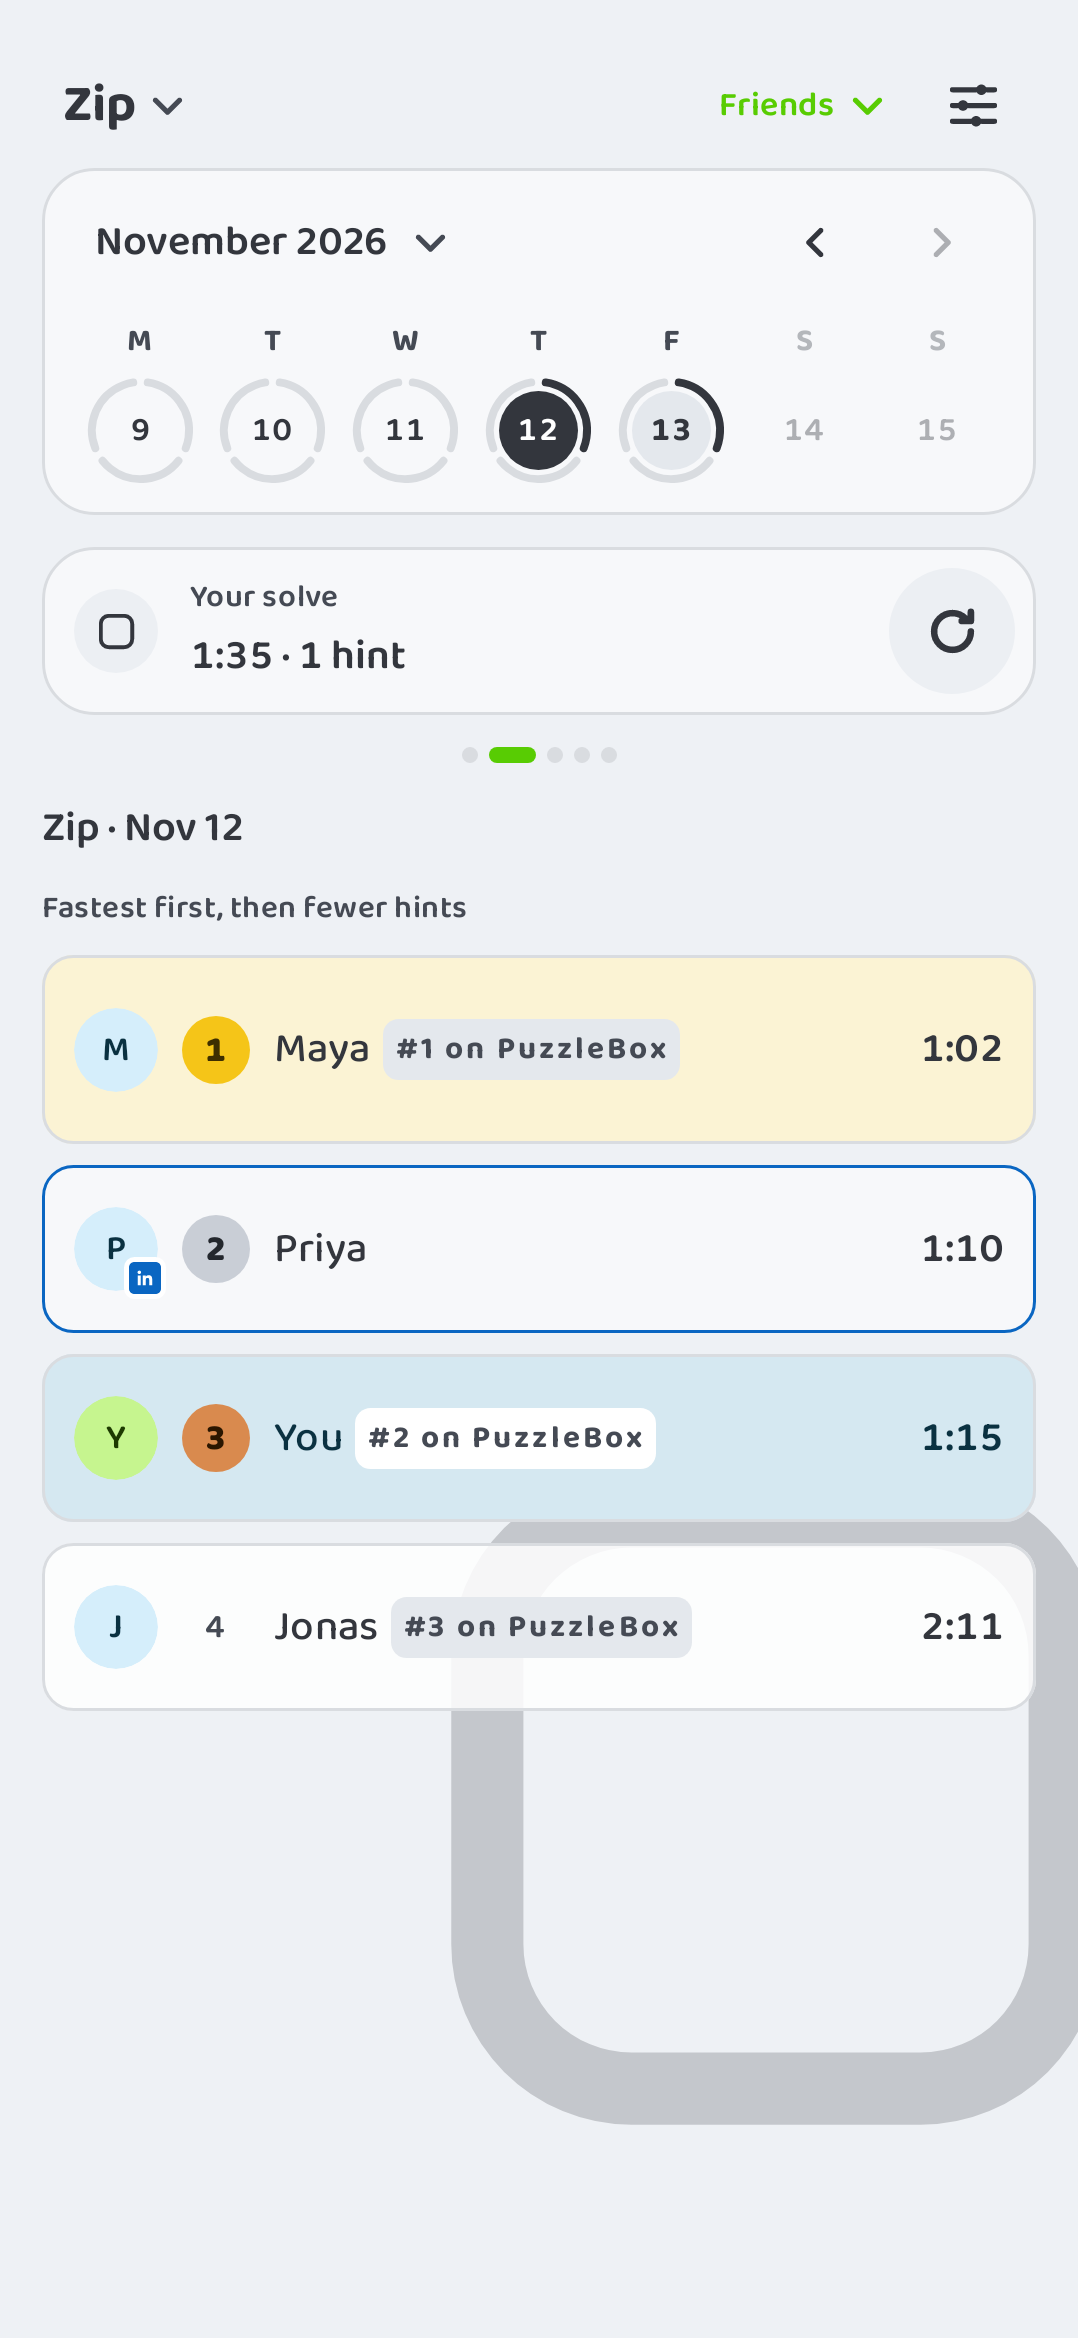 Zip
Friends
November 2026
M T W T F S S
9 10 11 12 13 14 15
Your solve
1:35 · 1 hint
Zip · Nov 12
Fastest first, then fewer hints
M 1 Maya #1 on PuzzleBox 1:02
P in 2 Priya 1:10
Y 3 You #2 on PuzzleBox 1:15
J 4 Jonas #3 on PuzzleBox 2:11